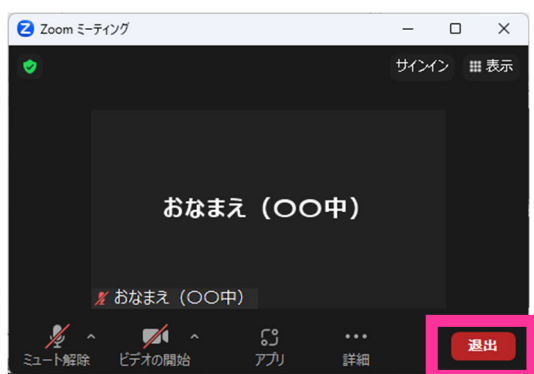 Zoom ミーティング
サインイン 表示
おなまえ（〇〇中）
おなまえ（〇〇中）
ミュート解除 ビデオの開始 アプリ 詳細 退出